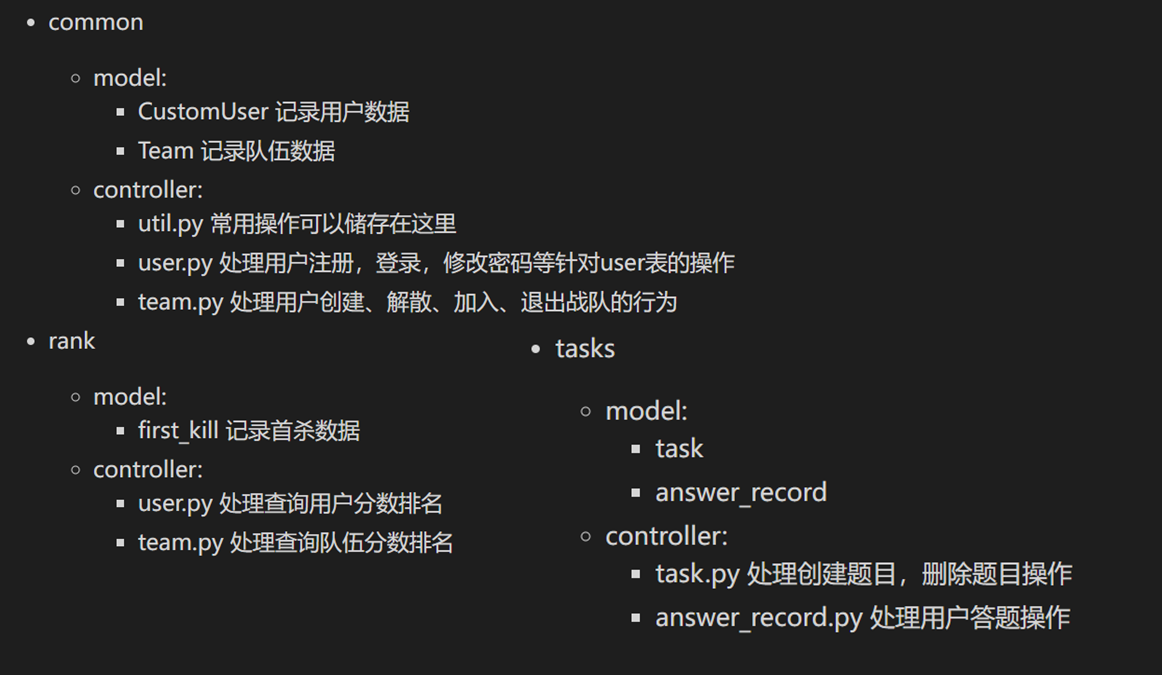 common
model:
CustomUser 记录用户数据
Team 记录队伍数据
controller:
util.py 常用操作可以储存在这里
user.py 处理用户注册，登录，修改密码等针对user表的操作
team.py 处理用户创建、解散、加入、退出战队的行为
rank
model:
first_kill 记录首杀数据
controller:
user.py 处理查询用户分数排名
team.py 处理查询队伍分数排名
tasks
model:
task
answer_record
controller:
task.py 处理创建题目，删除题目操作
answer_record.py 处理用户答题操作